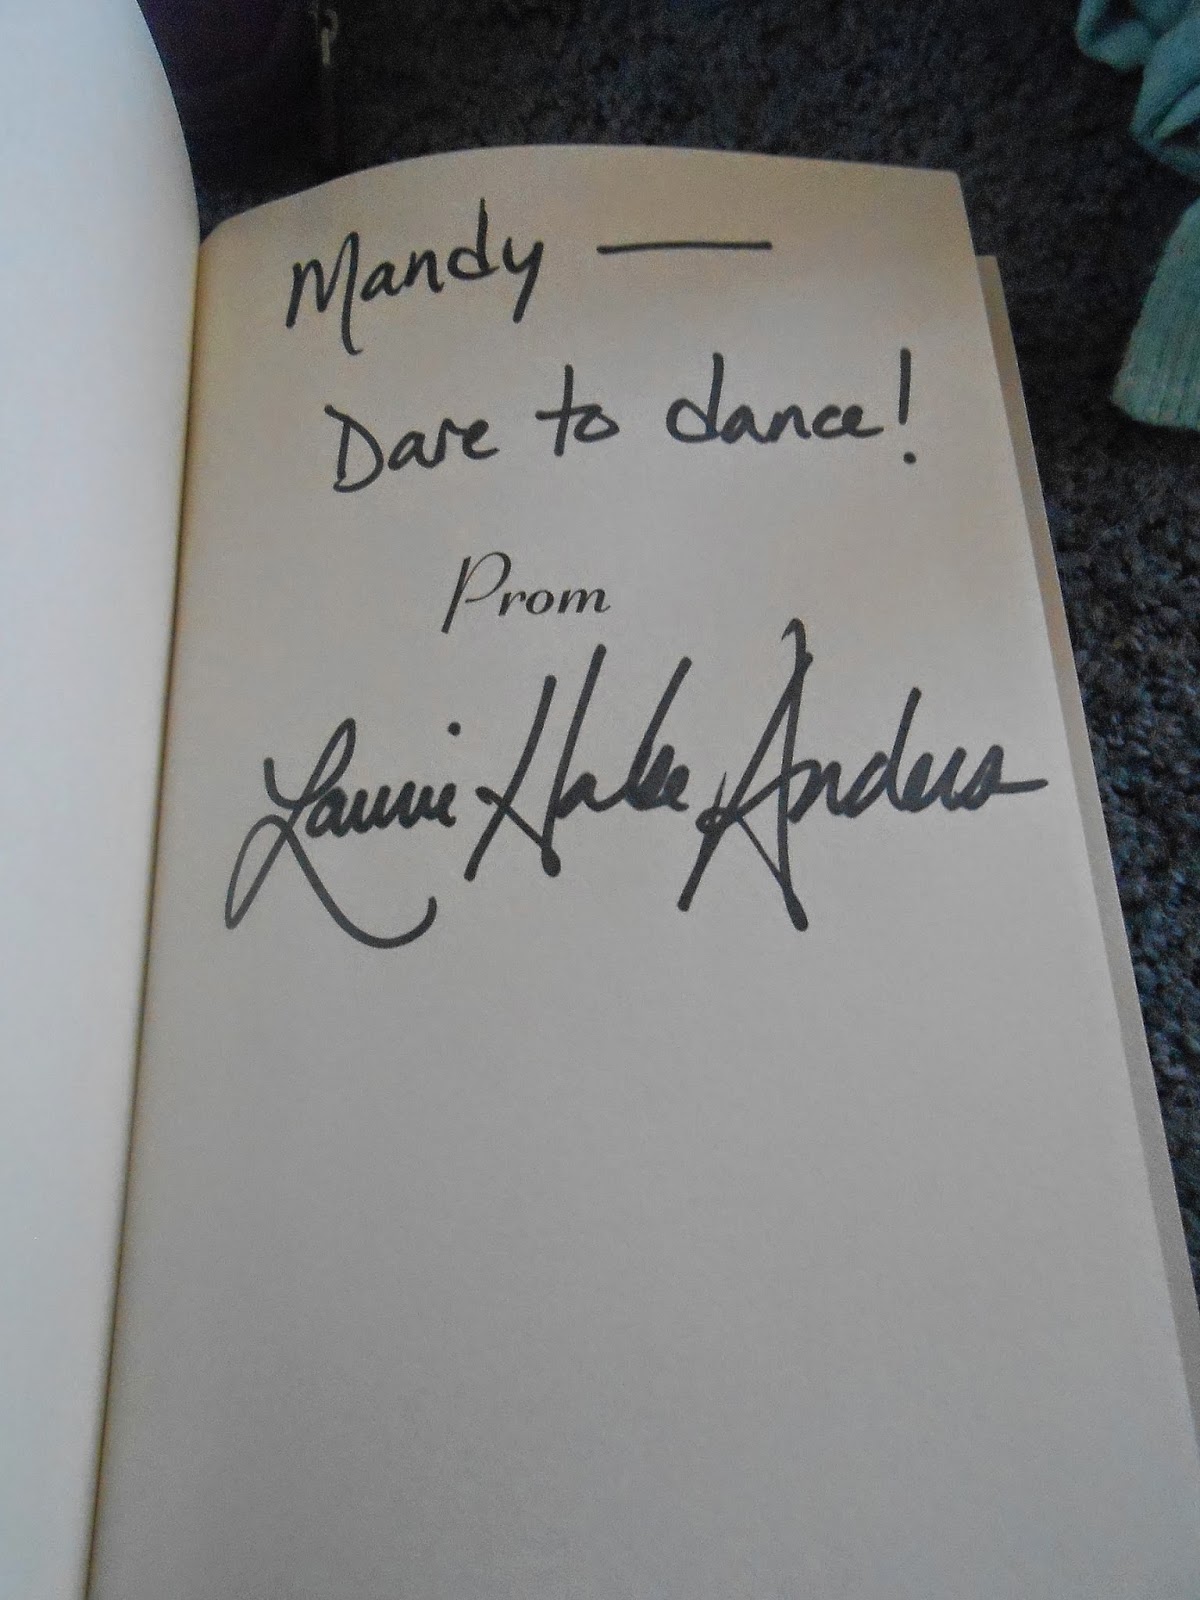 Mandy —
Dare to dance!
Prom
Laurie Halse Anderson